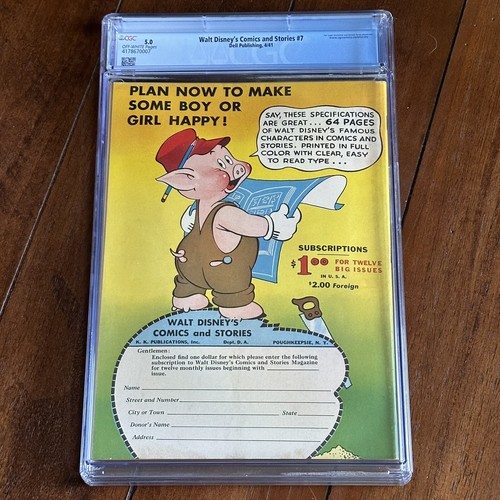 CGC
5.0
OFF-WHITE Pages
4178670007
Walt Disney's Comics and Stories #7
Dell Publishing, 4/41
PLAN NOW TO MAKE
SOME BOY OR
GIRL HAPPY!
SAY, THESE SPECIFICATIONS
ARE GREAT... 64 PAGES
OF WALT DISNEY'S FAMOUS
CHARACTERS IN COMICS AND
STORIES. PRINTED IN FULL
COLOR WITH CLEAR, EASY
TO READ TYPE...
SUBSCRIPTIONS
$1.00 FOR TWELVE
BIG ISSUES
IN U.S.A.
$2.00 Foreign
WALT DISNEY'S
COMICS and STORIES
K. K. PUBLICATIONS, Inc. Dept. D. A. POUGHKEEPSIE, N. Y.
Gentlemen:
Enclosed find one dollar for which please enter the following
subscription to Walt Disney's Comics and Stories Magazine
for twelve monthly issues beginning with
issue.
Name
Street and Number
City or Town State
Donor's Name
Address